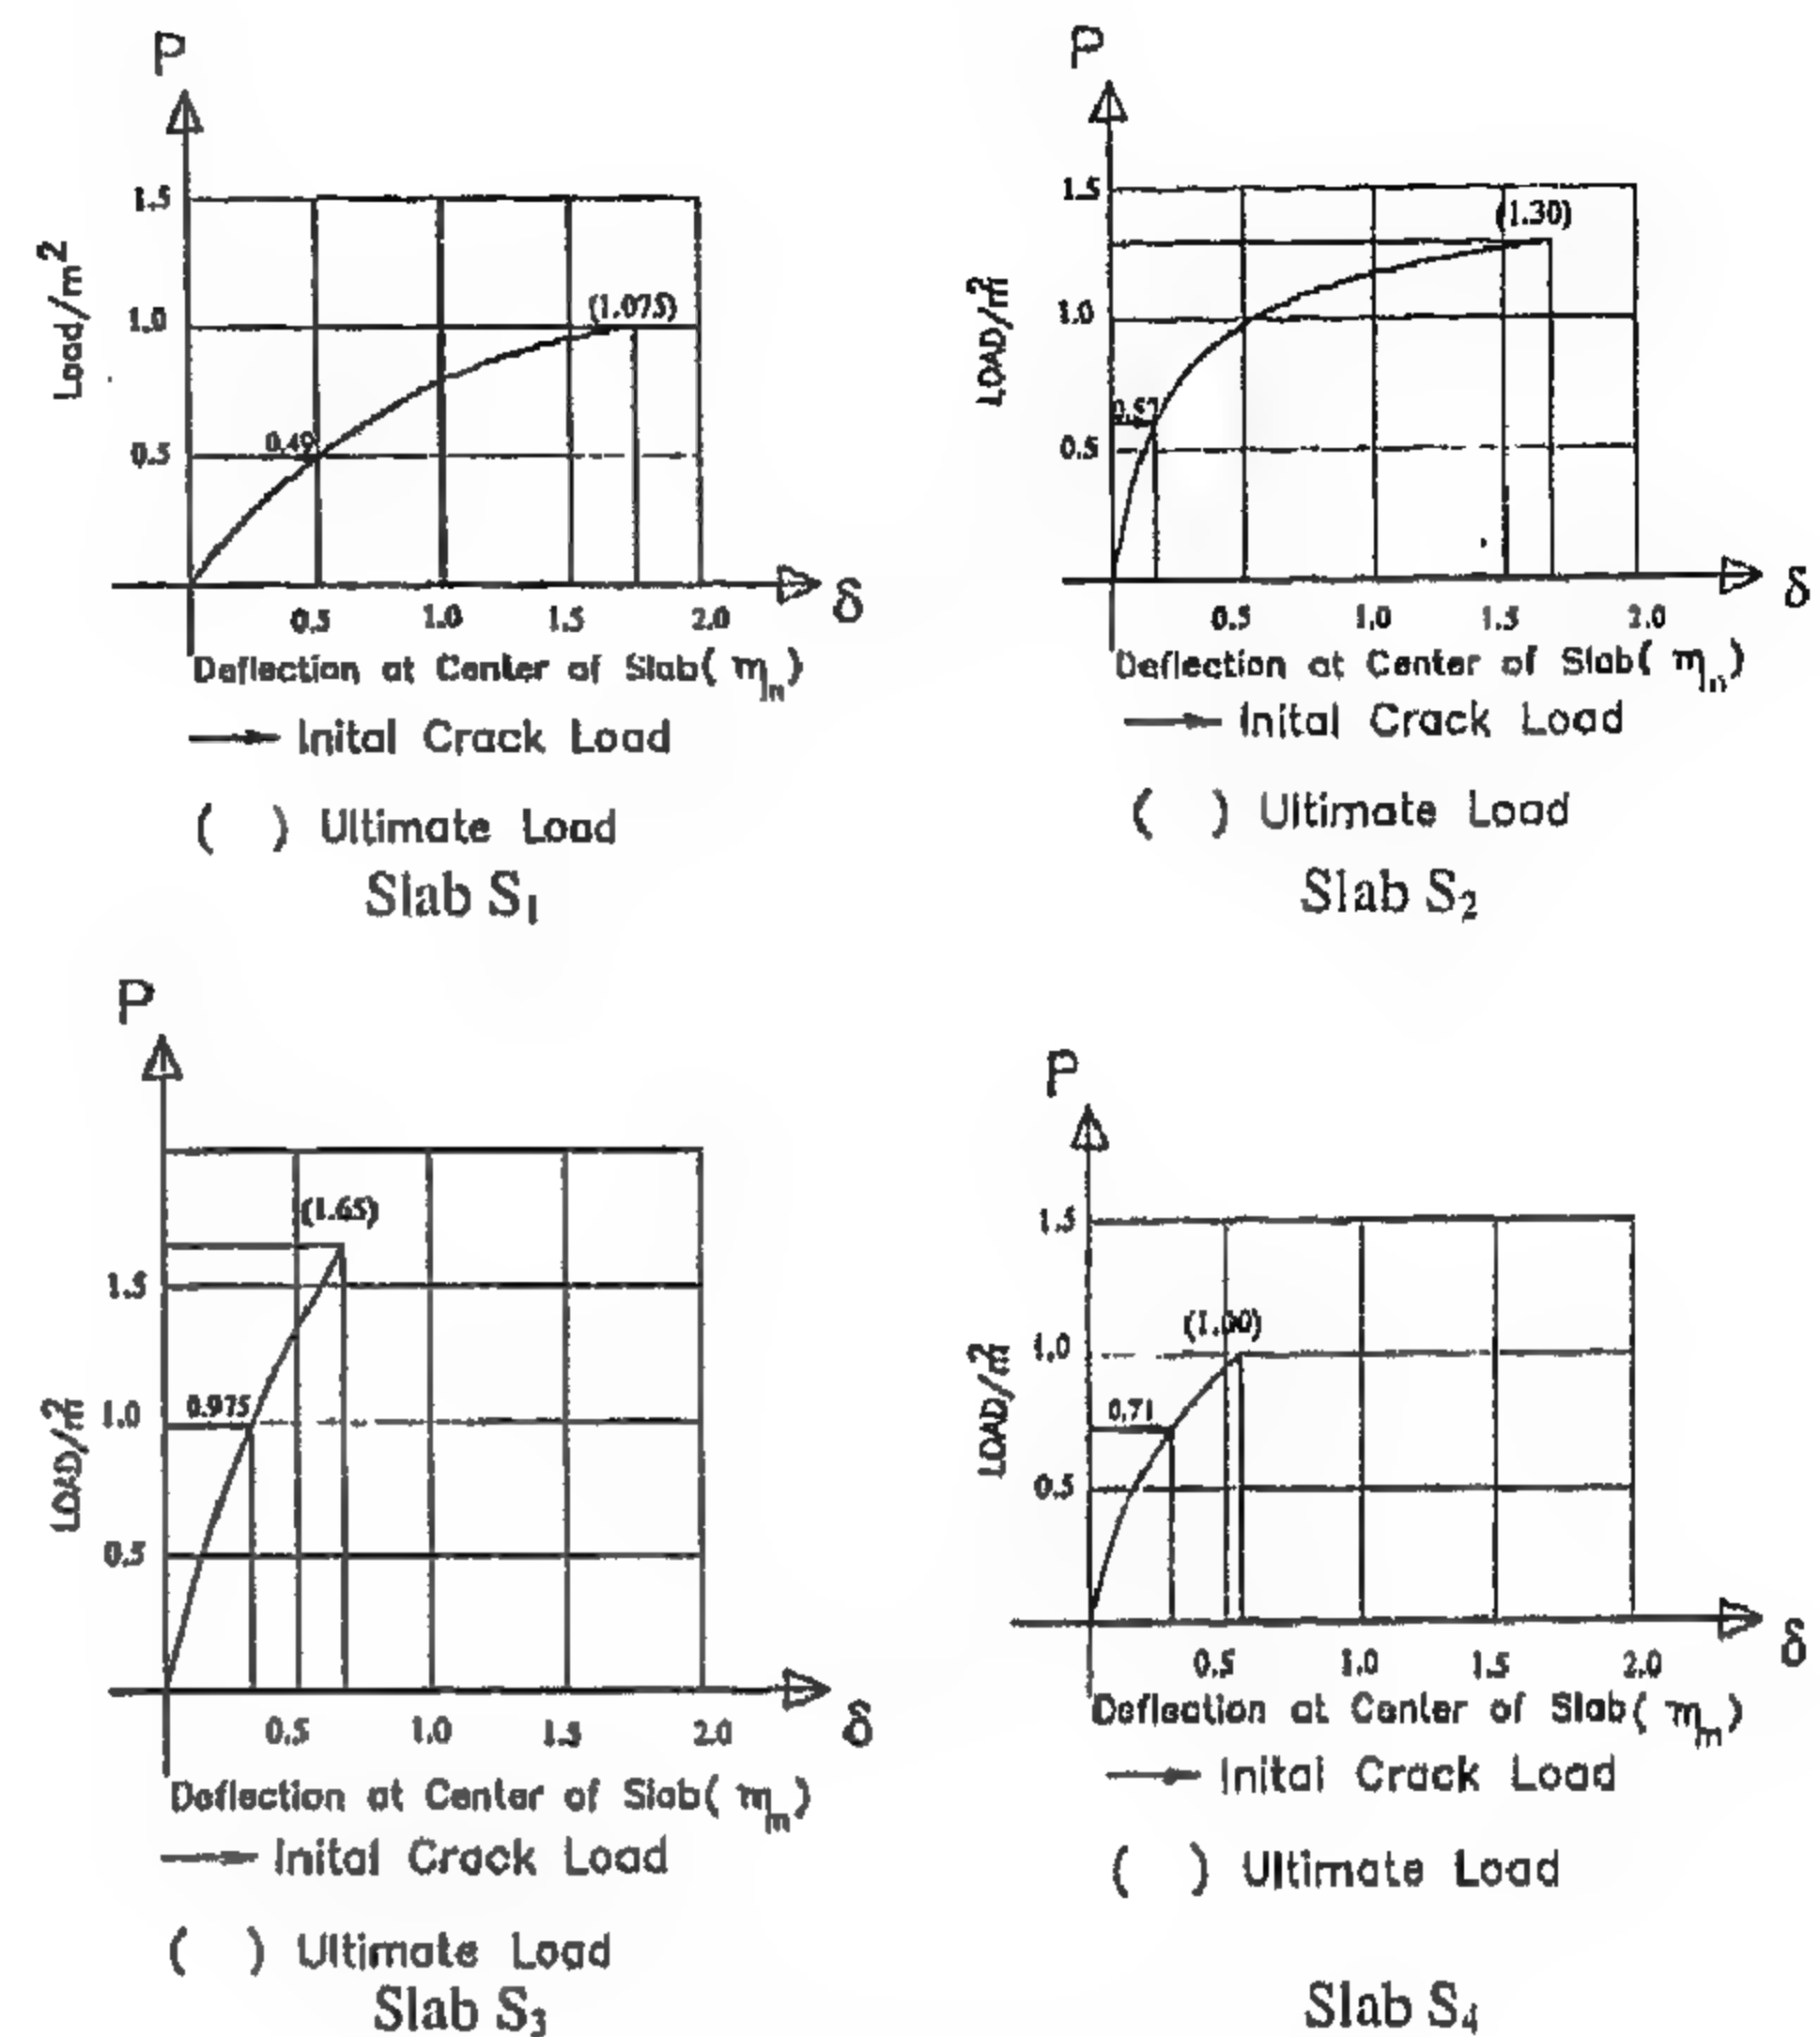 P
1.5
1.0
0.5
Load/m²
(1.075)
0.49
δ
0.5 1.0 1.5 2.0
Deflection at Center of Slab( mm)
Inital Crack Load
( ) Ultimate Load
Slab S₁
P
1.5
1.0
0.5
LOAD/m²
(1.30)
0.57
δ
0.5 1.0 1.5 2.0
Deflection at Center of Slab( mm)
Inital Crack Load
( ) Ultimate Load
Slab S₂
P
1.5
1.0
0.5
LOAD/m²
(1.65)
0.975
δ
0.5 1.0 1.5 2.0
Deflection at Center of Slab( mm)
Inital Crack Load
( ) Ultimate Load
Slab S₃
P
1.5
1.0
0.5
LOAD/m²
(1.00)
0.71
δ
0.5 1.0 1.5 2.0
Deflection at Center of Slab( mm)
Inital Crack Load
( ) Ultimate Load
Slab S₄